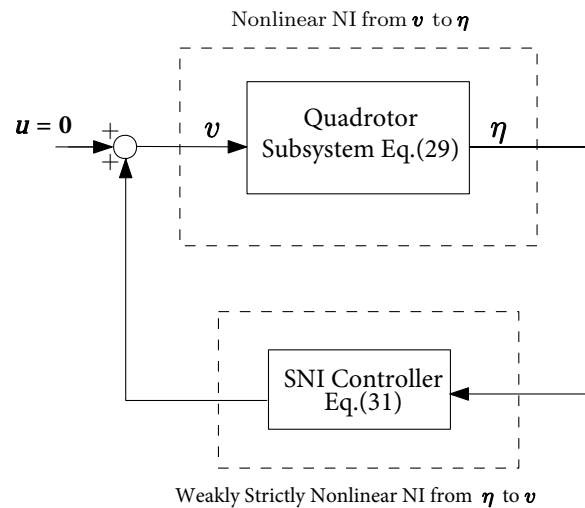 Nonlinear NI from v to η
u = 0
+
+
v
Quadrotor
Subsystem Eq.(29)
η
SNI Controller
Eq.(31)
Weakly Strictly Nonlinear NI from η to v